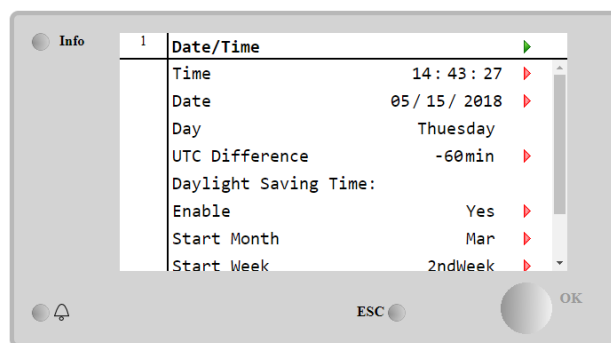 Info
1 Date/Time
Time 14:43:27
Date 05/15/2018
Day Thuesday
UTC Difference -60min
Daylight Saving Time:
Enable Yes
Start Month Mar
Start Week 2ndWeek
ESC
OK